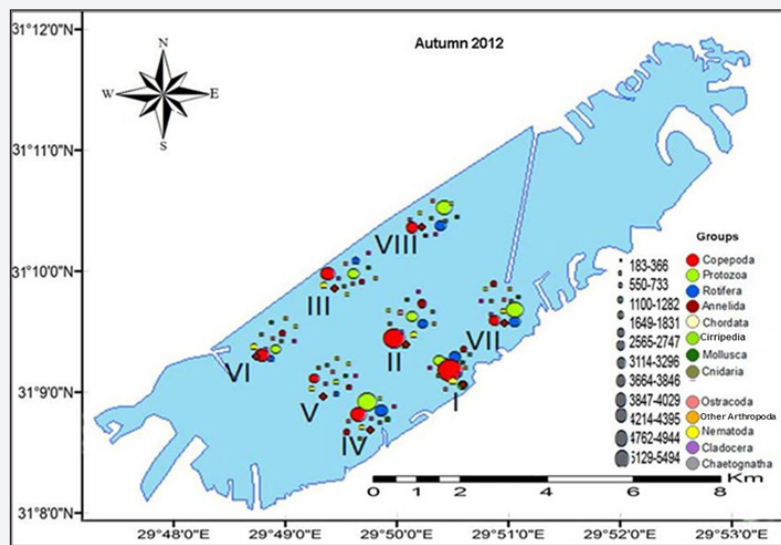 31°12'0"N
Autumn 2012
N
W E
S
31°11'0"N
VIII
31°10'0"N
III
VII
II
31°9'0"N
VI
V
I
IV
31°8'0"N
183-366
550-733
1100-1282
1649-1831
2565-2747
3114-3296
3664-3846
3847-4029
4214-4395
4762-4944
5129-5494
Groups
Copepoda
Protozoa
Rotifera
Annelida
Chordata
Cirripedia
Mollusca
Cnidaria
Ostracoda
Other Arthropoda
Nematoda
Cladocera
Chaetognatha
Km
0 1 2 4 6 8
29°48'0"E 29°49'0"E 29°50'0"E 29°51'0"E 29°52'0"E 29°53'0"E